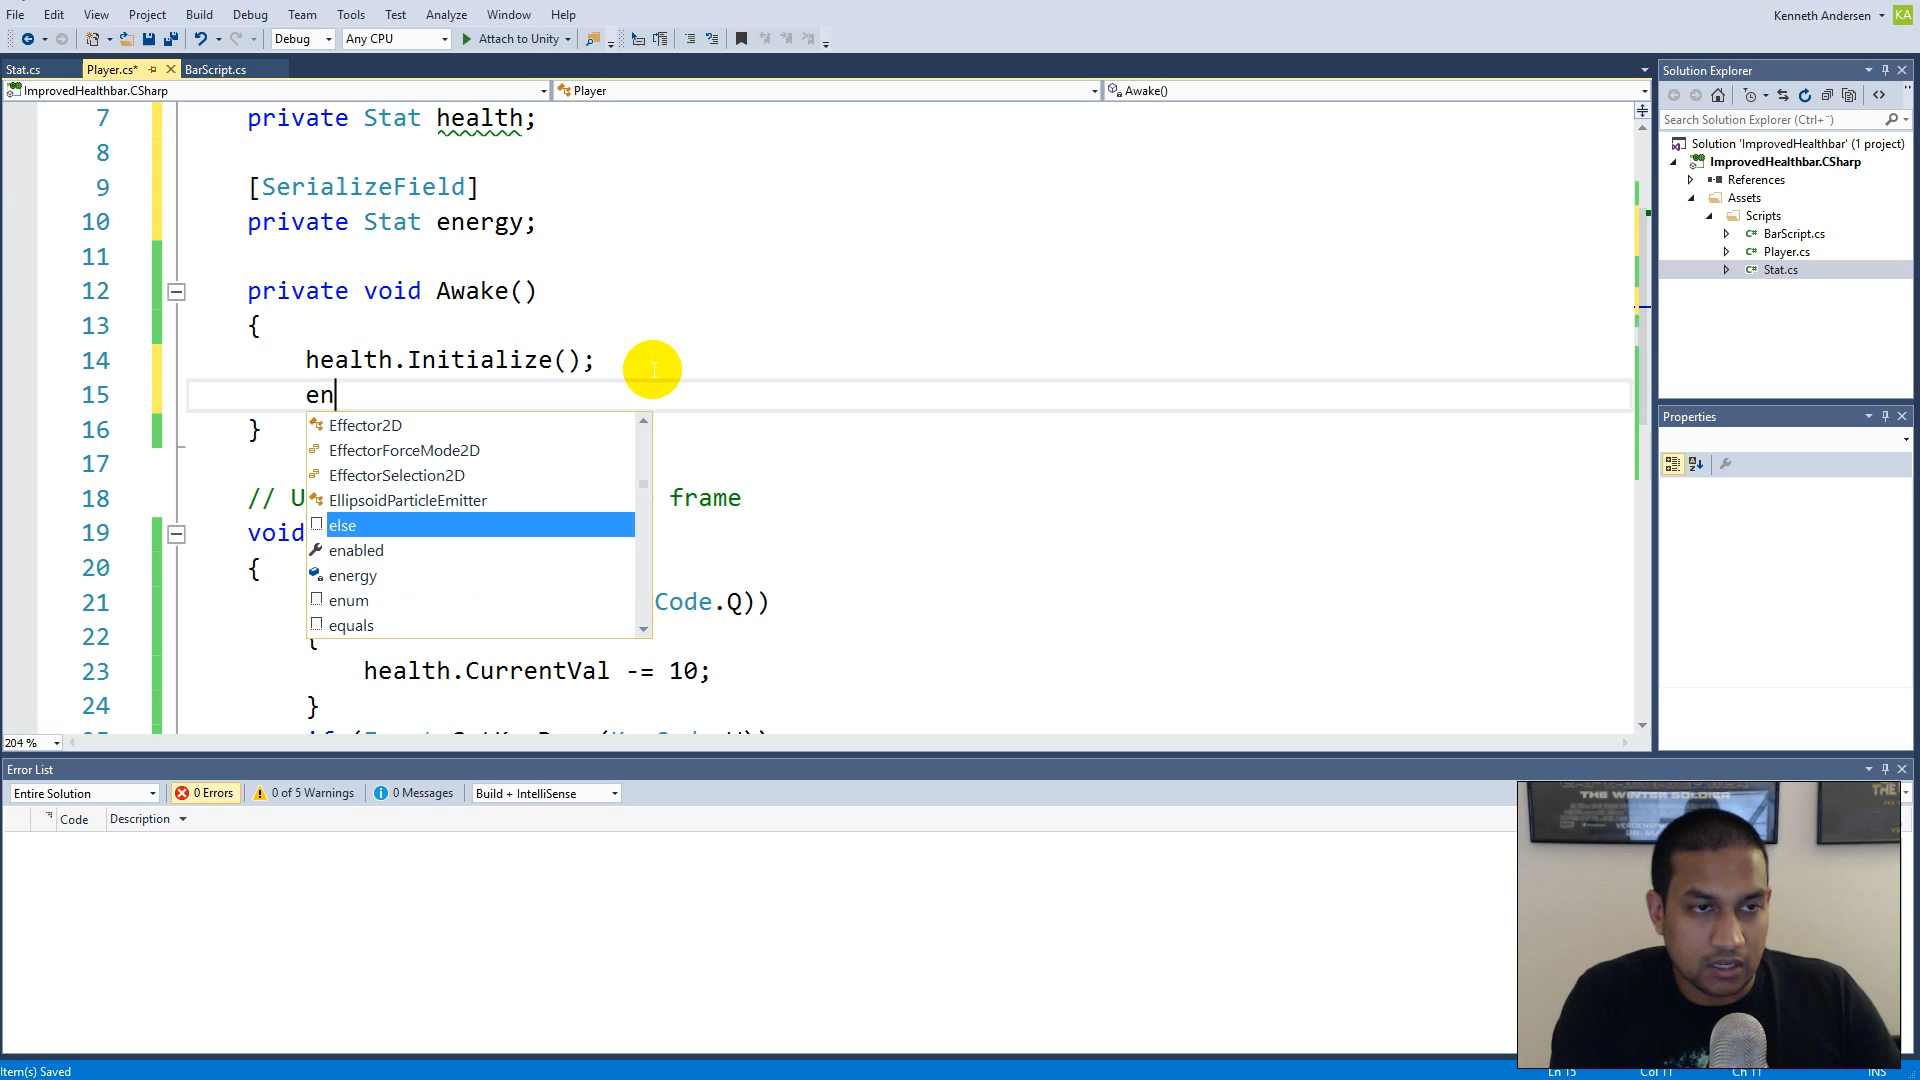 File Edit View Project Build Debug Team Tools Test Analyze Window Help Kenneth Andersen KA
Debug Any CPU Attach to Unity
Stat.cs Player.cs* BarScript.cs
ImprovedHealthbar.CSharp Player Awake()
7 private Stat health;
8
9 [SerializeField]
10 private Stat energy;
11
12 private void Awake()
13 {
14 health.Initialize();
15 en
16 }
17
18 // U frame
19 void
20 {
21 Code.Q))
22 {
23 health.CurrentVal -= 10;
24 }
Effector2D
EffectorForceMode2D
EffectorSelection2D
EllipsoidParticleEmitter
else
enabled
energy
enum
equals
204 %
Solution Explorer
Search Solution Explorer (Ctrl+¨)
Solution 'ImprovedHealthbar' (1 project)
ImprovedHealthbar.CSharp
References
Assets
Scripts
C# BarScript.cs
C# Player.cs
C# Stat.cs
Properties
Error List
Entire Solution 0 Errors 0 of 5 Warnings 0 Messages Build + IntelliSense
Code Description
THE WINTER SOLDIER
THE
Item(s) Saved Ln 15 Col 11 Ch 11 INS